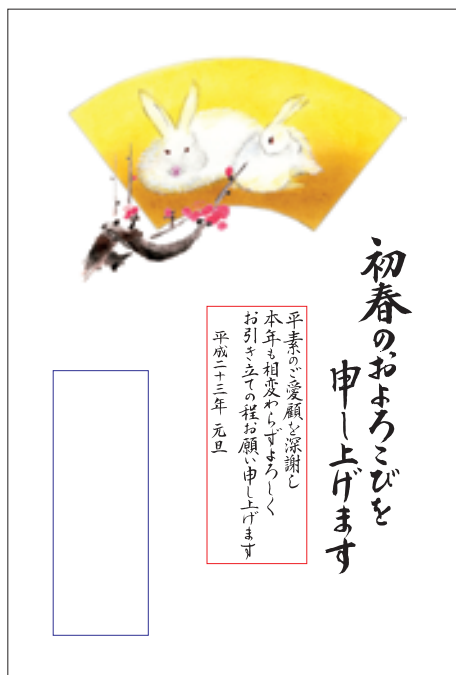 初春のおよろこびを
申し上げます
平素のご愛顧を深謝し
本年も相変わらずよろしく
お引き立ての程お願い申し上げます
平成二十三年 元旦